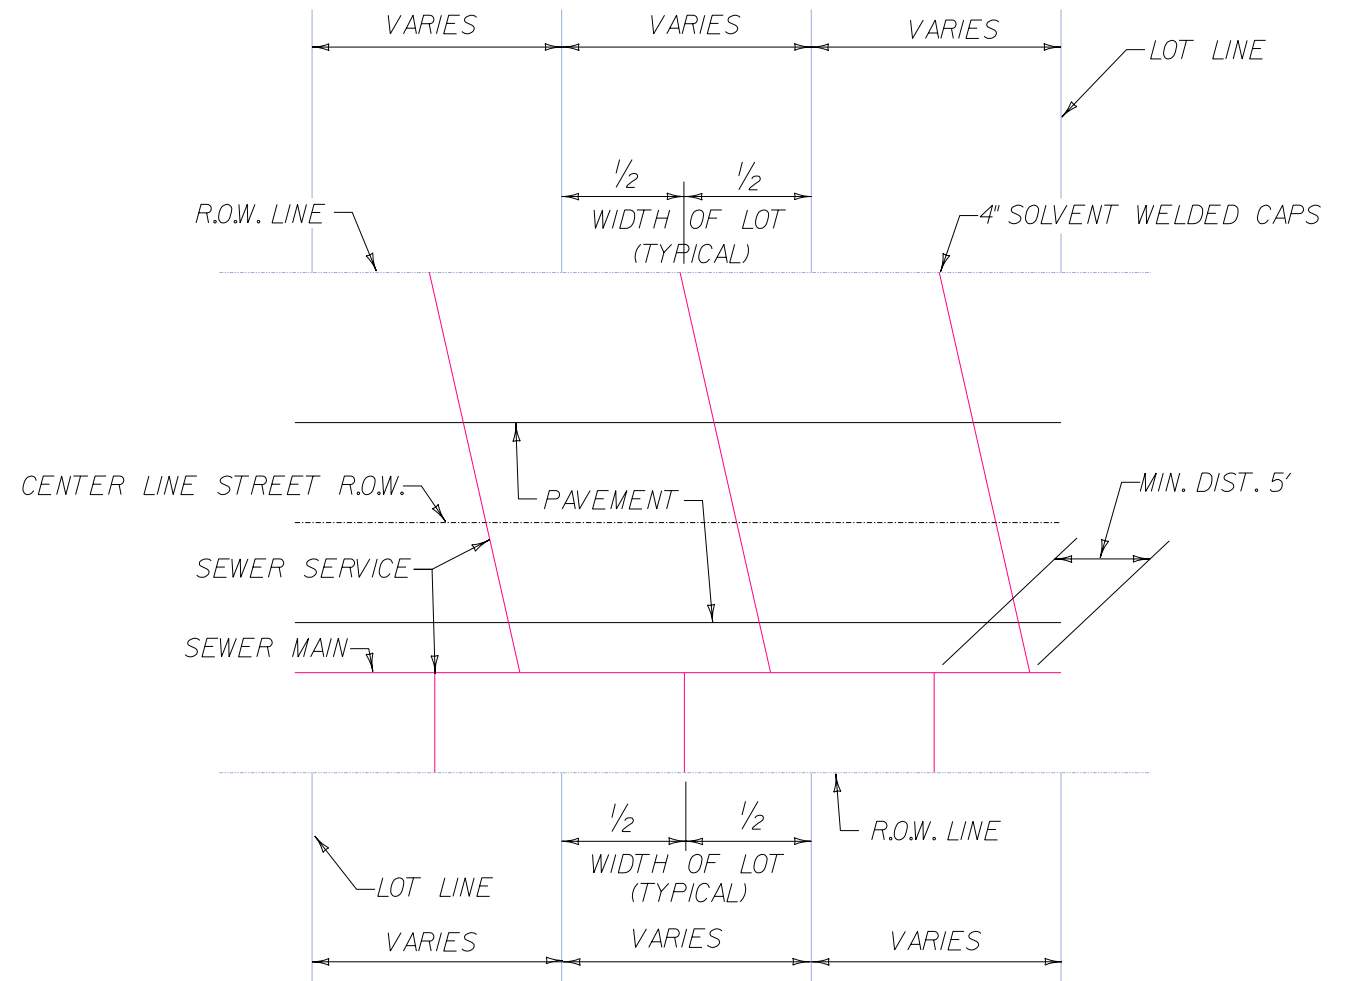 VARIES
VARIES
VARIES
LOT LINE
1/2
1/2
R.O.W. LINE
WIDTH OF LOT
(TYPICAL)
4" SOLVENT WELDED CAPS
CENTER LINE STREET R.O.W.
PAVEMENT
MIN. DIST. 5'
SEWER SERVICE
SEWER MAIN
1/2
1/2
R.O.W. LINE
WIDTH OF LOT
(TYPICAL)
LOT LINE
VARIES
VARIES
VARIES